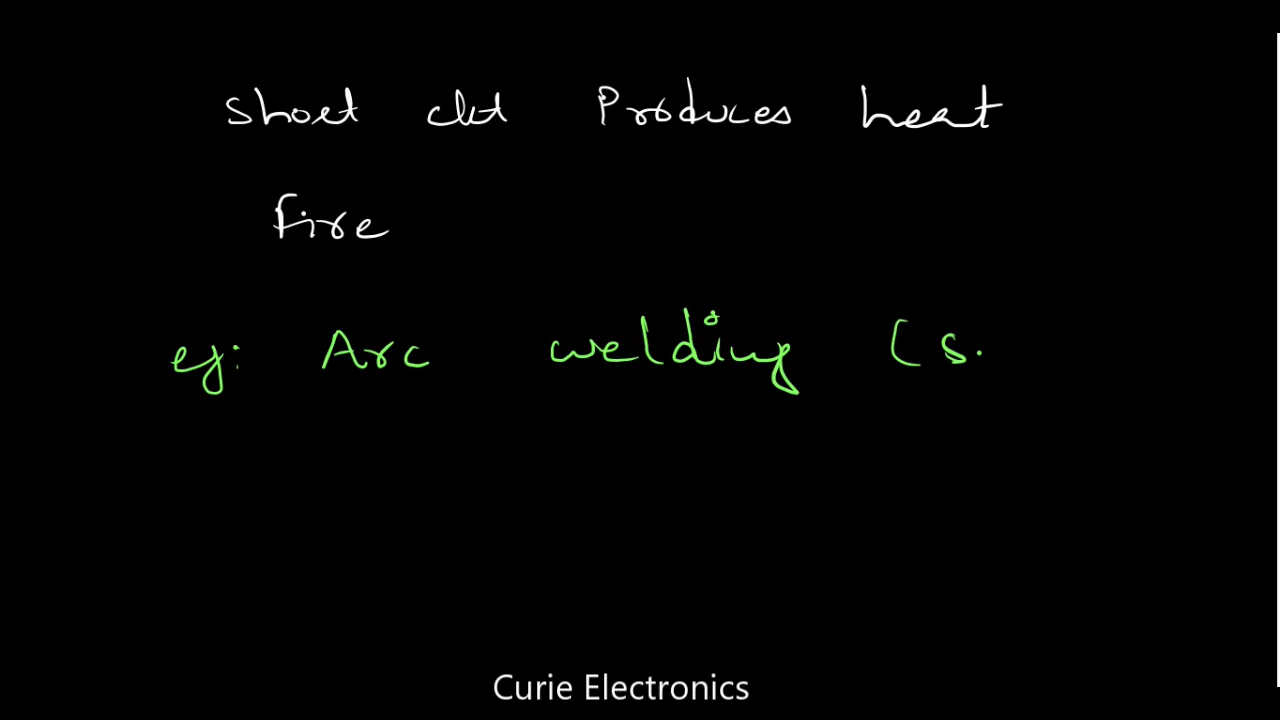 short ckt Produces heat
fire
eg: Arc welding (s.
Curie Electronics